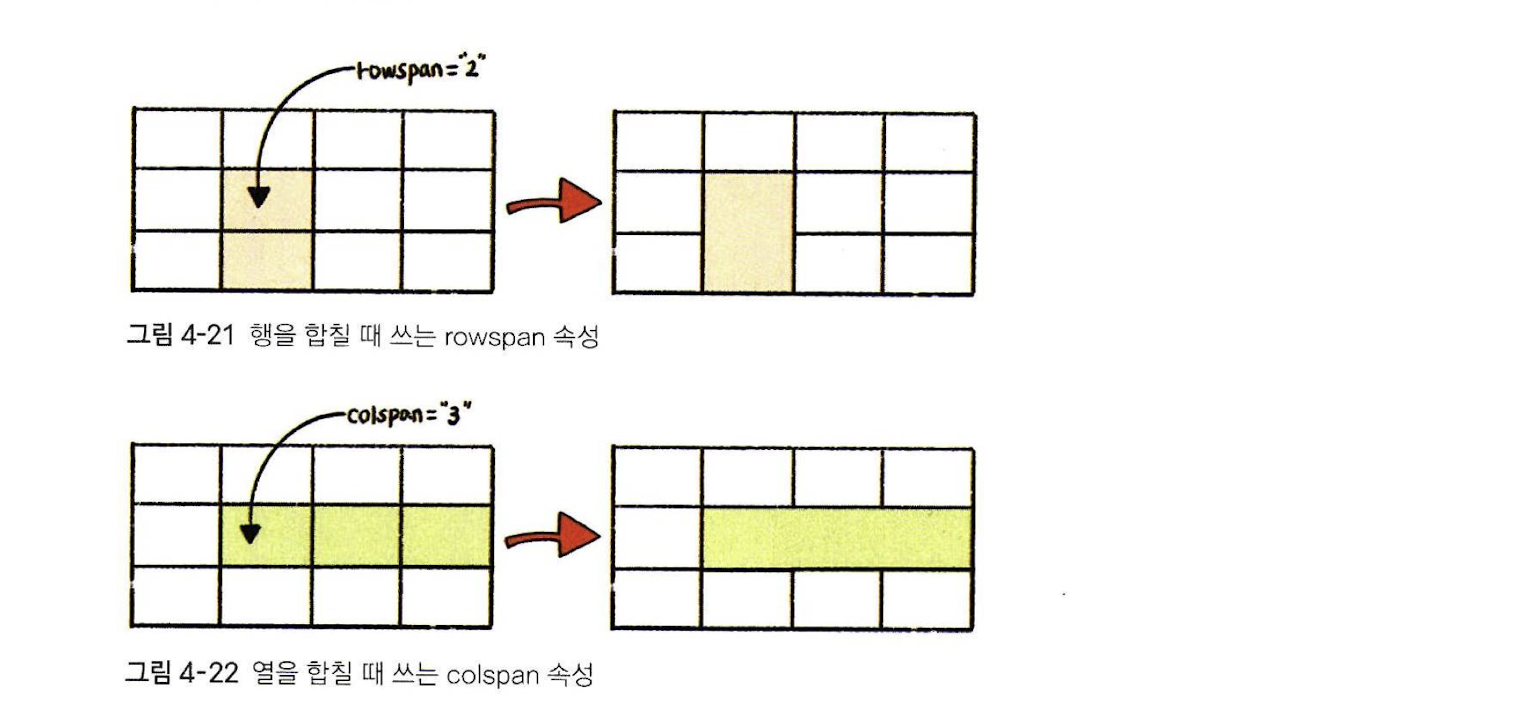 rowspan="2"
그림 4-21 행을 합칠 때 쓰는 rowspan 속성
colspan="3"
그림 4-22 열을 합칠 때 쓰는 colspan 속성